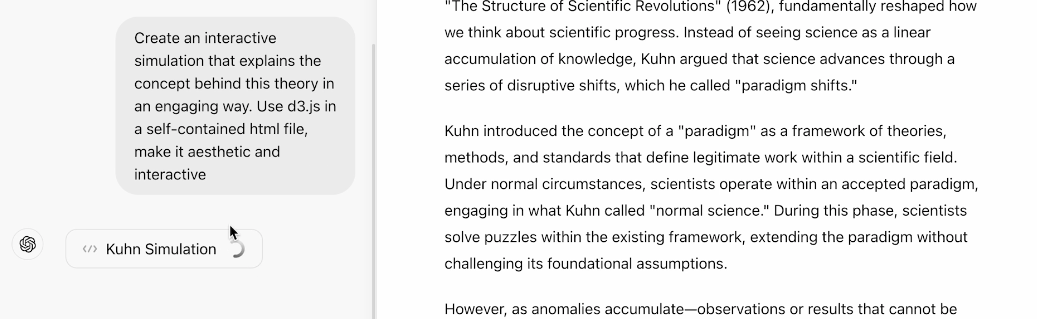 Create an interactive
simulation that explains the
concept behind this theory in
an engaging way. Use d3.js in
a self-contained html file,
make it aesthetic and
interactive
</> Kuhn Simulation
"The Structure of Scientific Revolutions" (1962), fundamentally reshaped how
we think about scientific progress. Instead of seeing science as a linear
accumulation of knowledge, Kuhn argued that science advances through a
series of disruptive shifts, which he called "paradigm shifts."
Kuhn introduced the concept of a "paradigm" as a framework of theories,
methods, and standards that define legitimate work within a scientific field.
Under normal circumstances, scientists operate within an accepted paradigm,
engaging in what Kuhn called "normal science." During this phase, scientists
solve puzzles within the existing framework, extending the paradigm without
challenging its foundational assumptions.
However, as anomalies accumulate—observations or results that cannot be